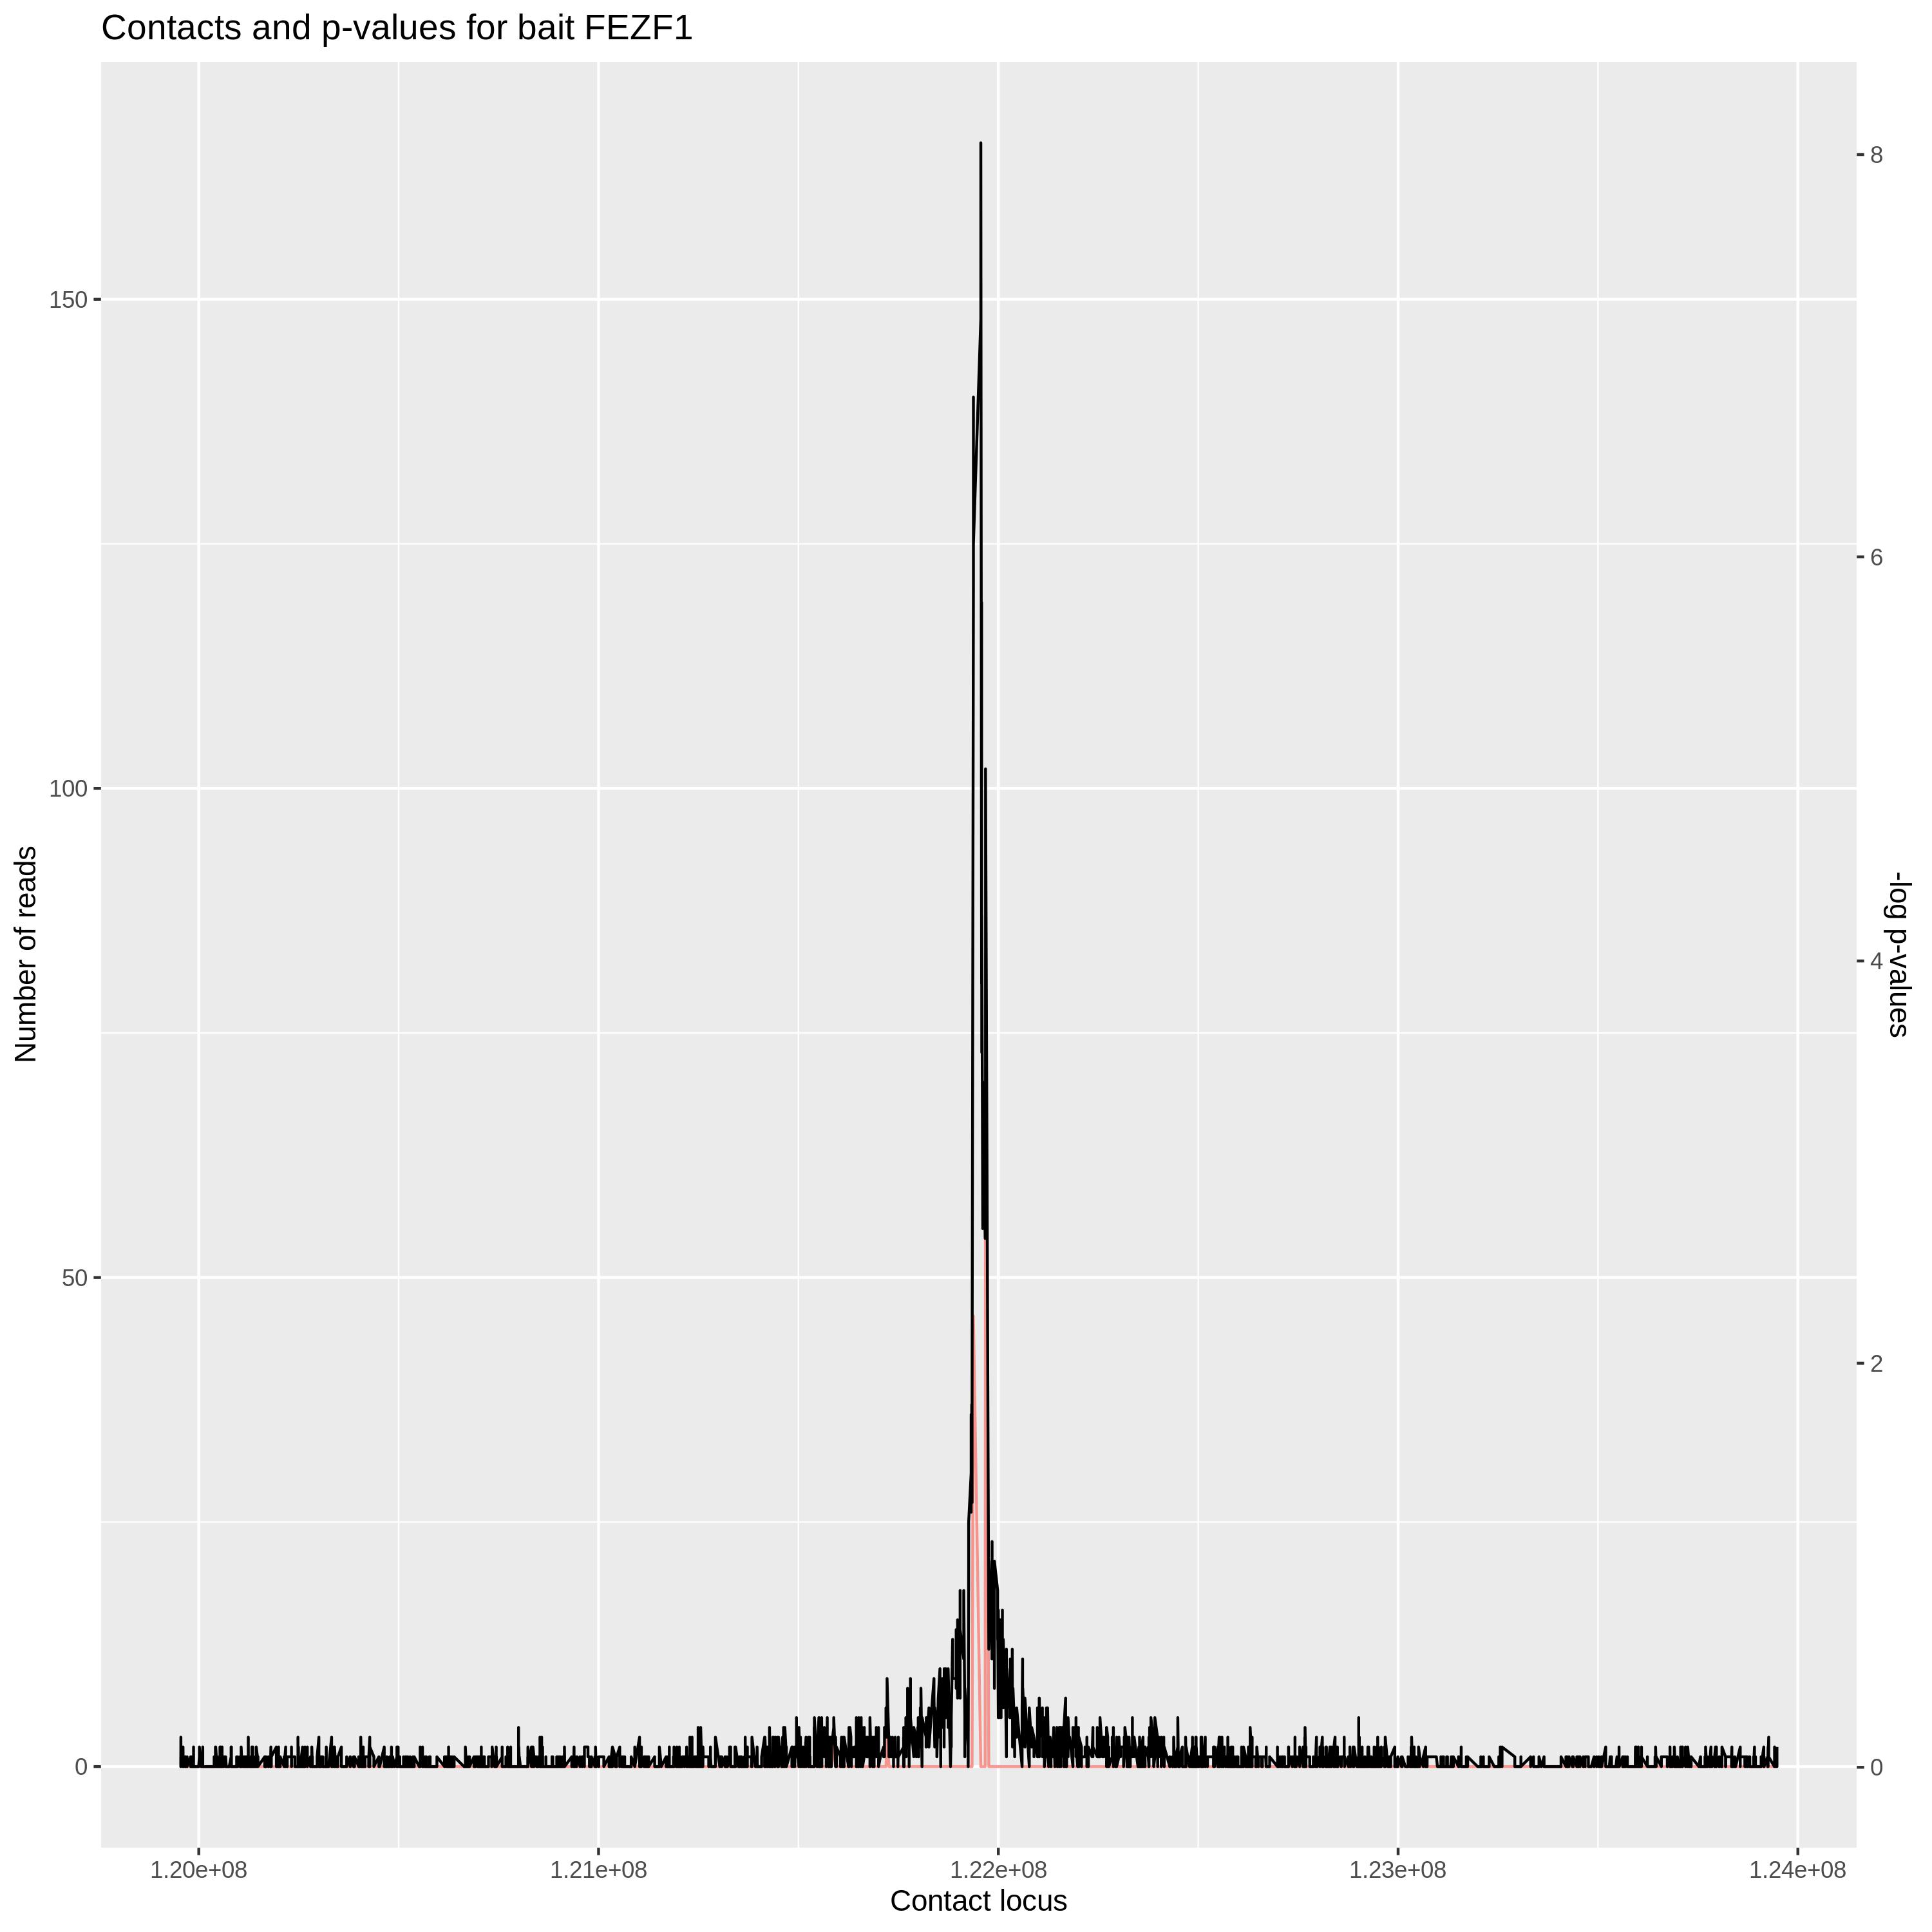 Contacts and p-values for bait FEZF1
150
100
50
0
Number of reads
8
6
4
2
0
-log p-values
1.20e+08
1.21e+08
1.22e+08
1.23e+08
1.24e+08
Contact locus